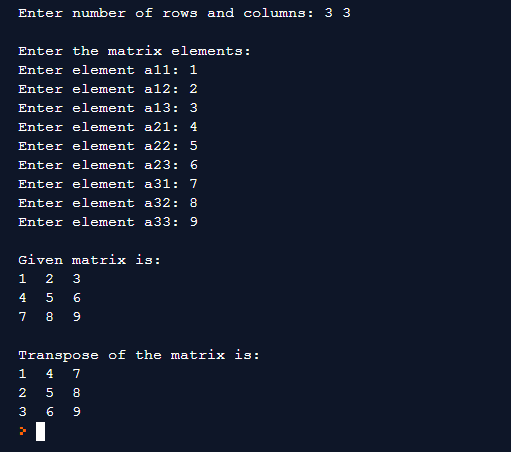 Enter number of rows and columns: 3 3
Enter the matrix elements:
Enter element a11: 1
Enter element a12: 2
Enter element a13: 3
Enter element a21: 4
Enter element a22: 5
Enter element a23: 6
Enter element a31: 7
Enter element a32: 8
Enter element a33: 9
Given matrix is:
1 2 3
4 5 6
7 8 9
Transpose of the matrix is:
1 4 7
2 5 8
3 6 9
>